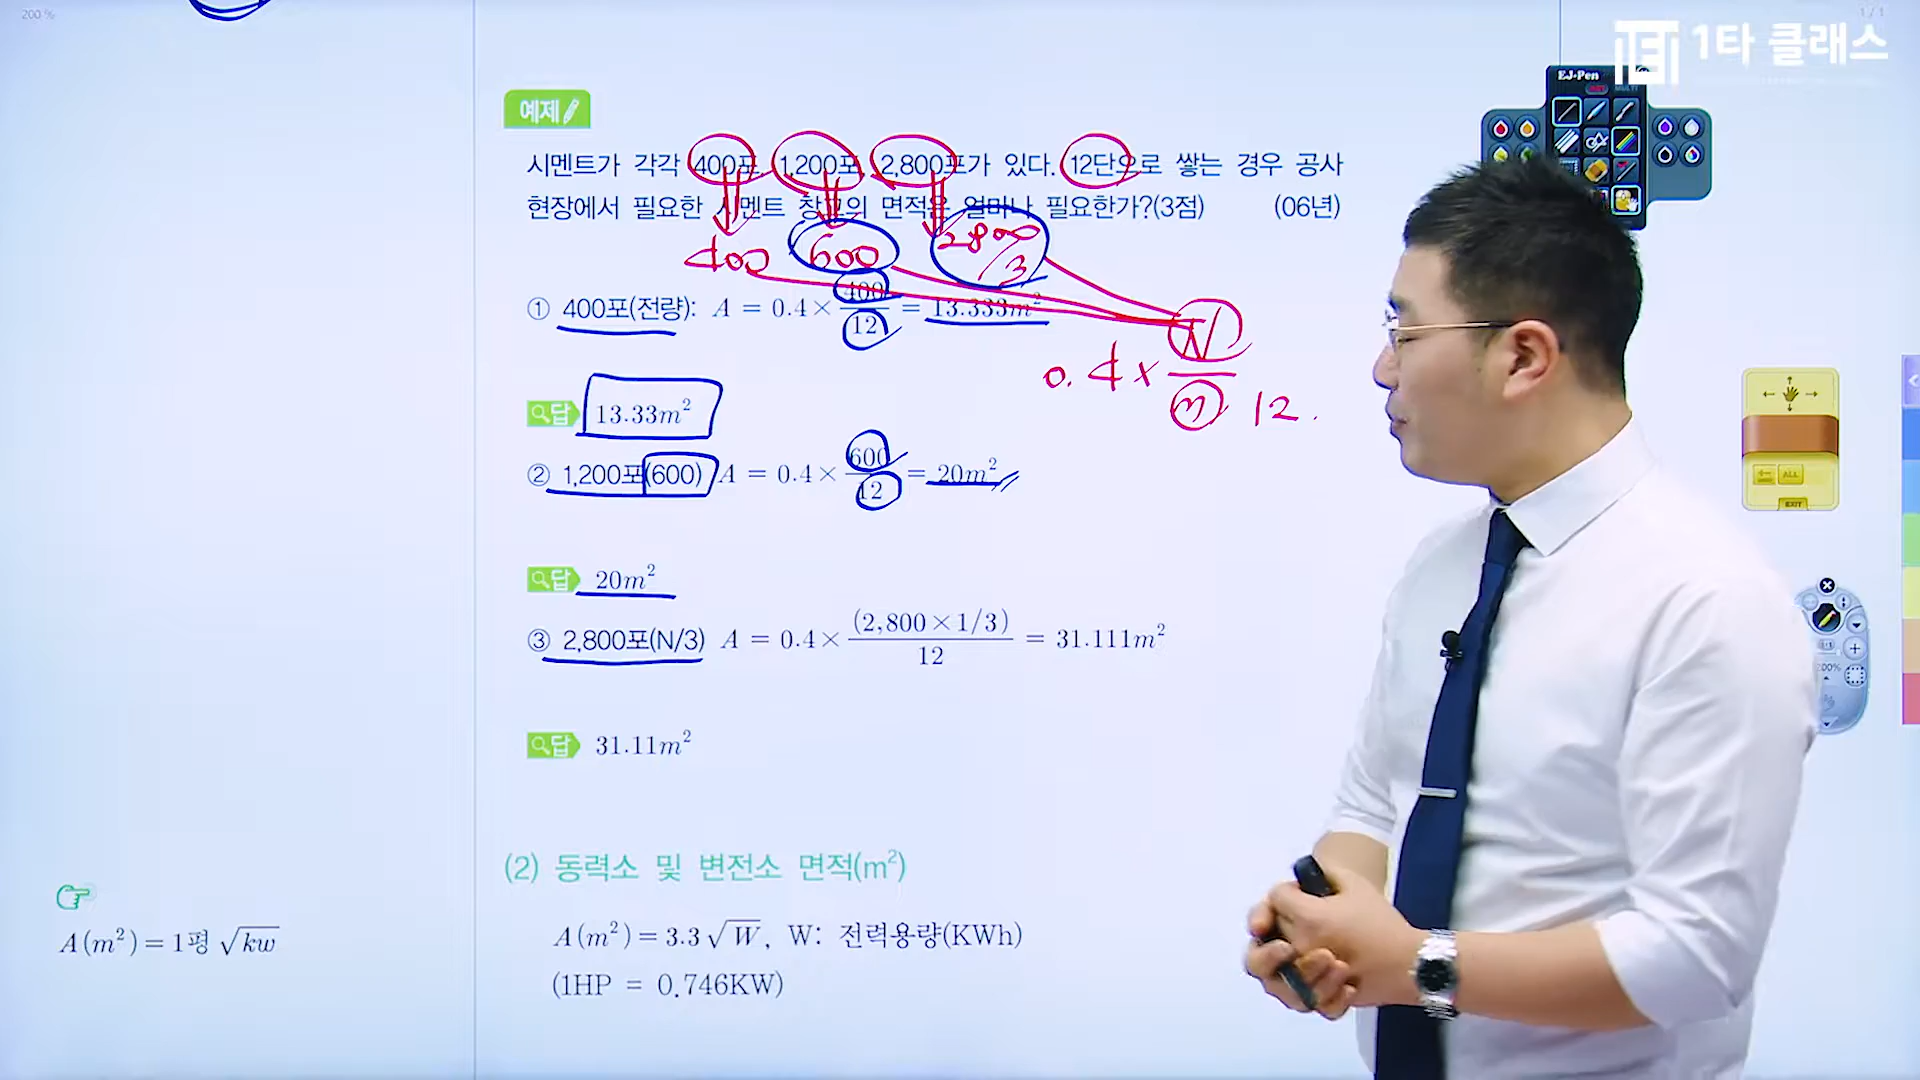 200 %
1 / 1
1타 클래스
EJ-Pen
예제
시멘트가 각각 400포, 1,200포, 2,800포가 있다. 12단으로 쌓는 경우 공사
현장에서 필요한 시멘트 창고의 면적은 얼마나 필요한가?(3점) (06년)
400 600 2800/3
① 400포(전량): A = 0.4 × 400/12 = 13.333m²
0.4 × N/n 12.
답 13.33m²
② 1,200포(600) A = 0.4 × 600/12 = 20m²
답 20m²
③ 2,800포(N/3) A = 0.4 × (2,800×1/3)/12 = 31.111m²
답 31.11m²
(2) 동력소 및 변전소 면적(m²)
A(m²) = 3.3√W, W: 전력용량(KWh)
(1HP = 0.746KW)
A(m²) = 1평 √kw
ALL
EXIT
200%